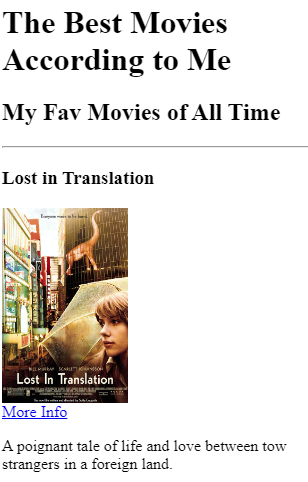 The Best Movies
According to Me
My Fav Movies of All Time
Lost in Translation
Everyone wants to be found.
BILL MURRAY SCARLETT JOHANSSON
Lost In Translation
More Info
A poignant tale of life and love between tow
strangers in a foreign land.